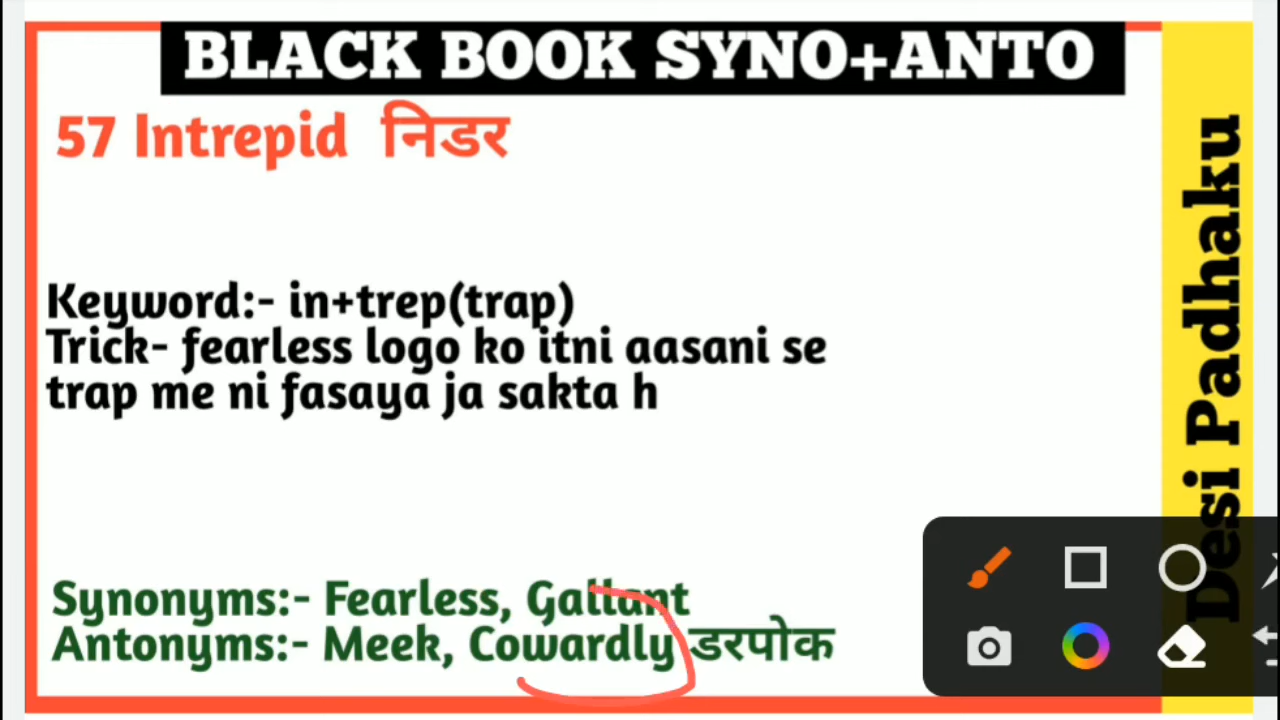 BLACK BOOK SYNO+ANTO
57 Intrepid निडर
Keyword:- in+trep(trap)
Trick- fearless logo ko itni aasani se
trap me ni fasaya ja sakta h
Synonyms:- Fearless, Gallant
Antonyms:- Meek, Cowardly डरपोक
Desi Padhaku